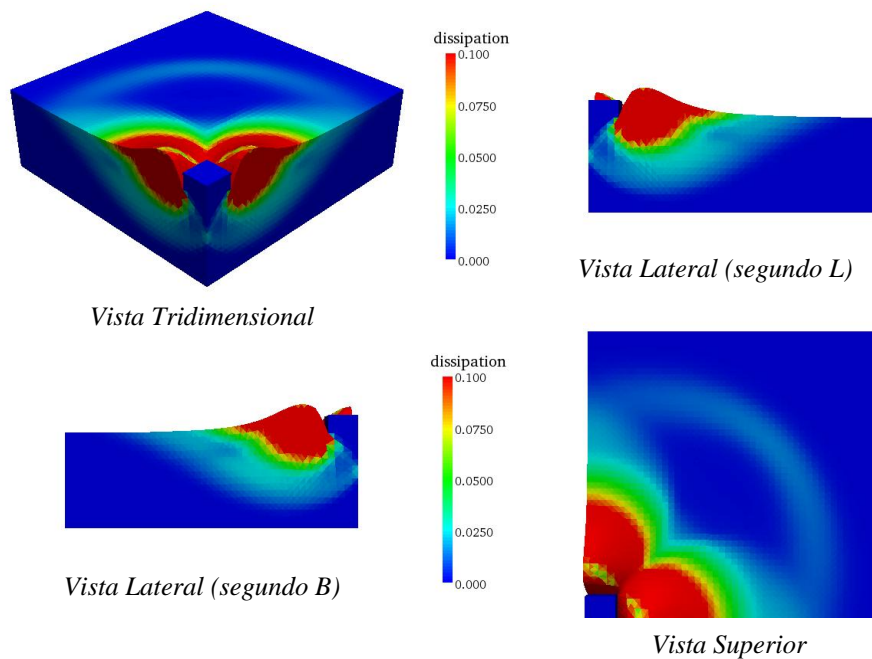 dissipation
0.100
0.0750
0.0500
0.0250
0.000
Vista Tridimensional
Vista Lateral (segundo L)
dissipation
0.100
0.0750
0.0500
0.0250
0.000
Vista Lateral (segundo B)
Vista Superior